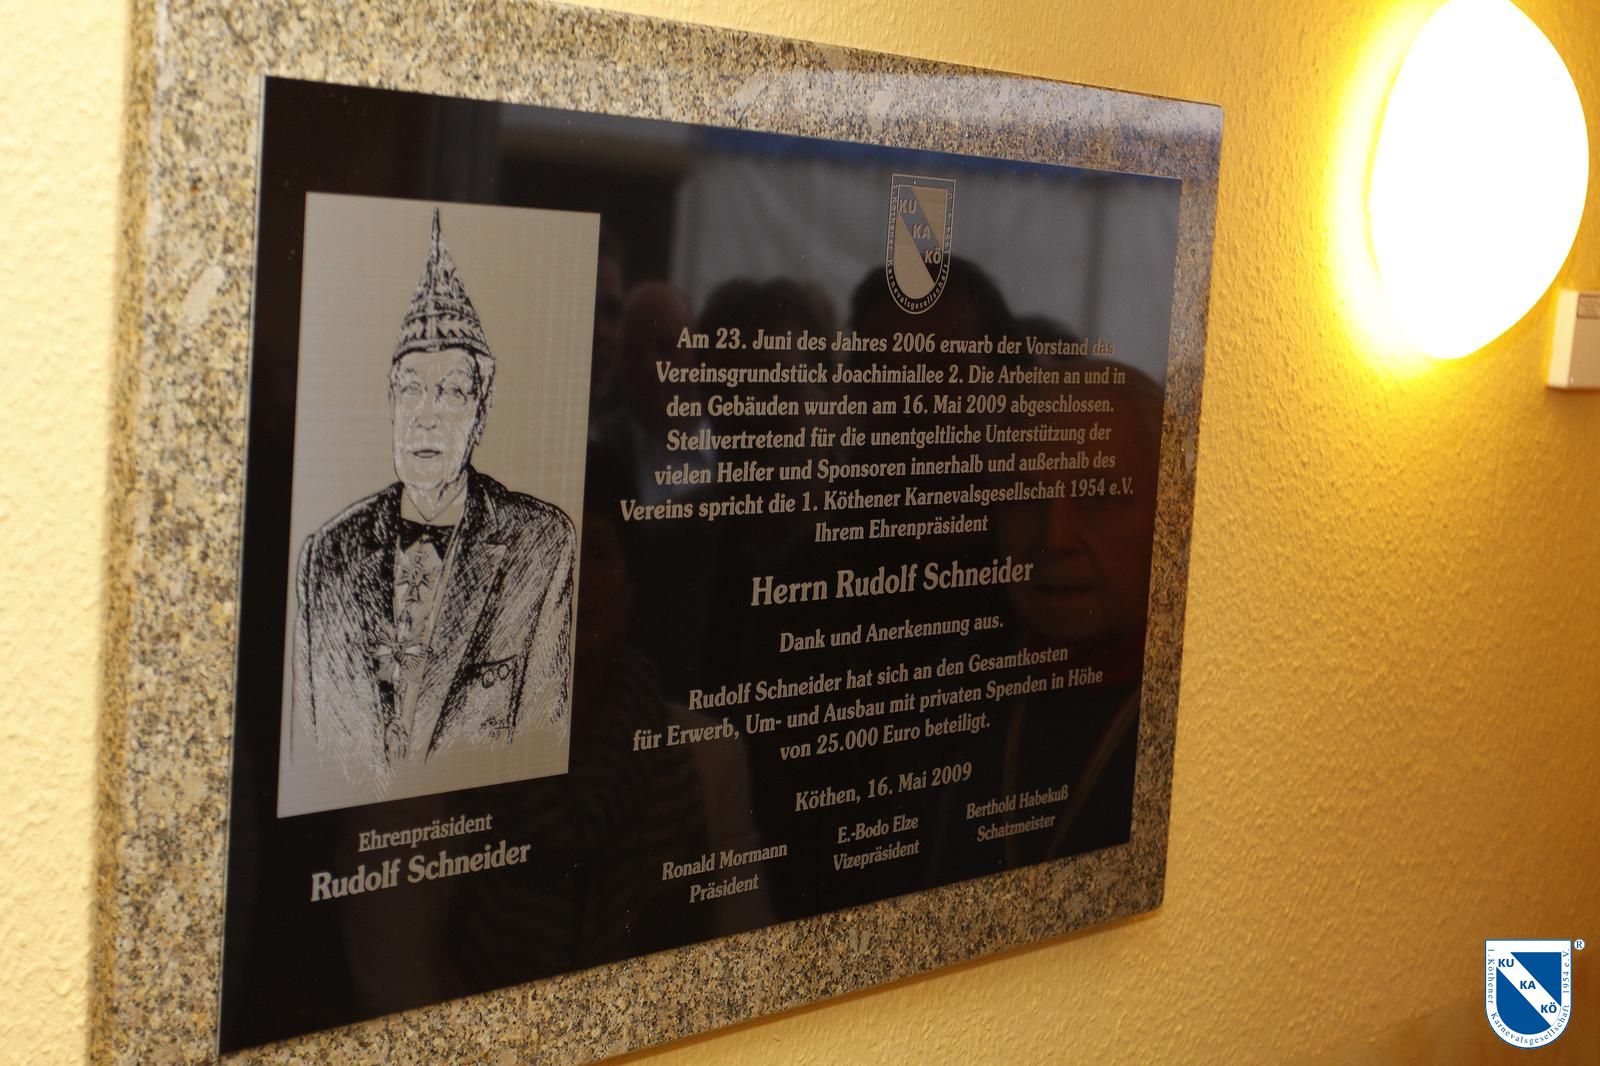 KU
KA
KÖ
1. Köthener Karnevalsgesellschaft 1954 e.V.
Am 23. Juni des Jahres 2006 erwarb der Vorstand das
Vereinsgrundstück Joachimiallee 2. Die Arbeiten an und in
den Gebäuden wurden am 16. Mai 2009 abgeschlossen.
Stellvertretend für die unentgeltliche Unterstützung der
vielen Helfer und Sponsoren innerhalb und außerhalb des
Vereins spricht die 1. Köthener Karnevalsgesellschaft 1954 e.V.
Ihrem Ehrenpräsident
Herrn Rudolf Schneider
Dank und Anerkennung aus.
Rudolf Schneider hat sich an den Gesamtkosten
für Erwerb, Um- und Ausbau mit privaten Spenden in Höhe
von 25.000 Euro beteiligt.
Köthen, 16. Mai 2009
Ronald Mormann
Präsident
E.-Bodo Elze
Vizepräsident
Berthold Habekuß
Schatzmeister
Ehrenpräsident
Rudolf Schneider
KU
KA
KÖ
1. Köthener Karnevalsgesellschaft 1954 e.V.
®